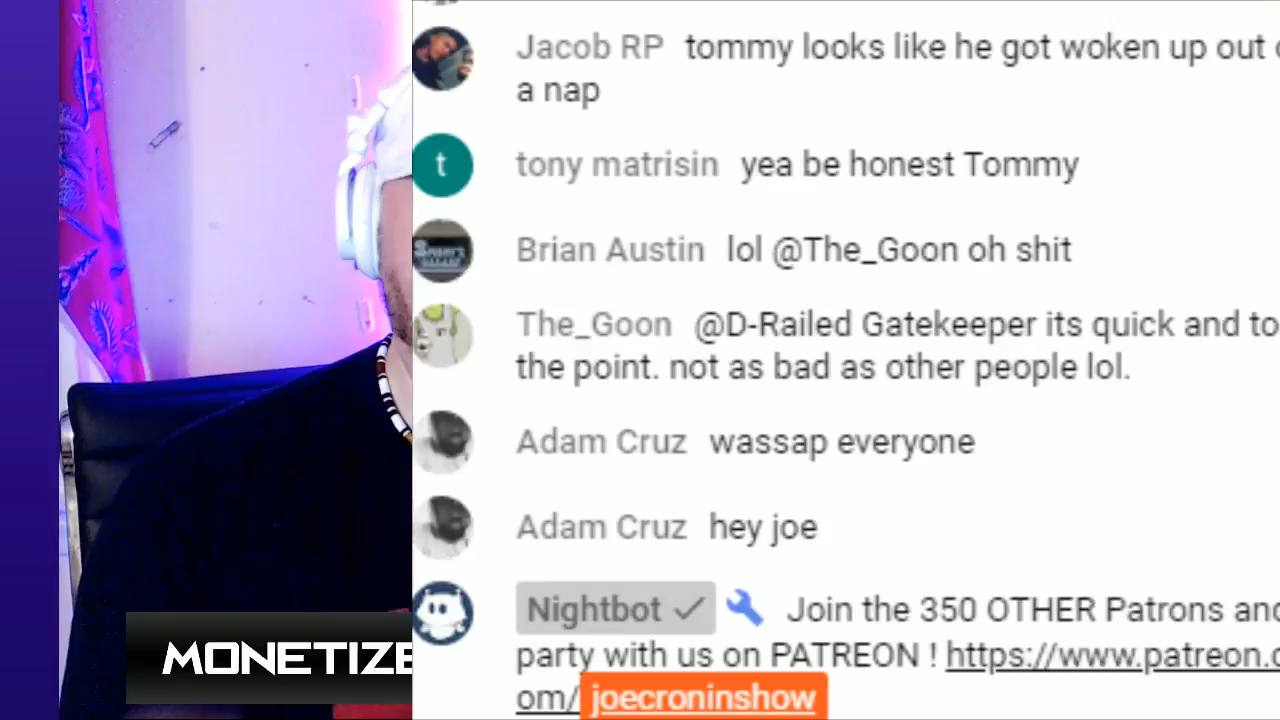 Jacob RP tommy looks like he got woken up out
a nap
t tony matrisin yea be honest Tommy
Brian Austin lol @The_Goon oh shit
The_Goon @D-Railed Gatekeeper its quick and to
the point. not as bad as other people lol.
Adam Cruz wassap everyone
Adam Cruz hey joe
Nightbot Join the 350 OTHER Patrons and
party with us on PATREON ! https://www.patreon.c
om/joecroninshow
MONETIZE